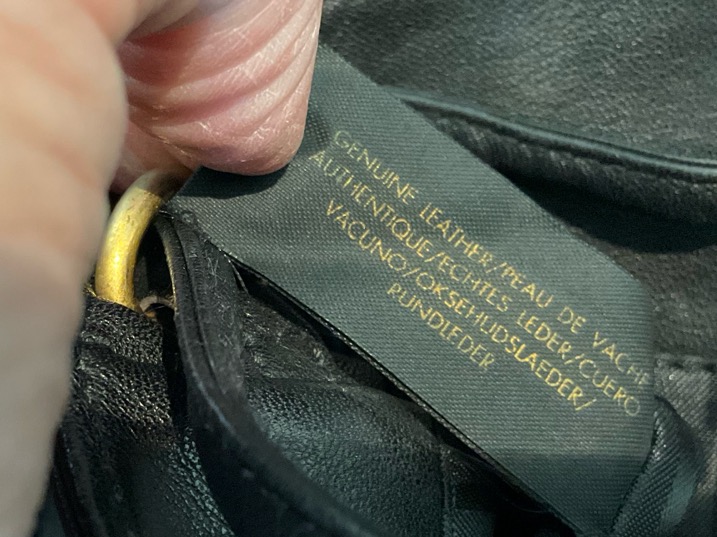 GENUINE LEATHER/PEAU DE VACHE
AUTHENTIQUE/ECHTES LEDER/CUERO
VACUNO/OKSEHUDSLAEDER/
RUNDLEDER